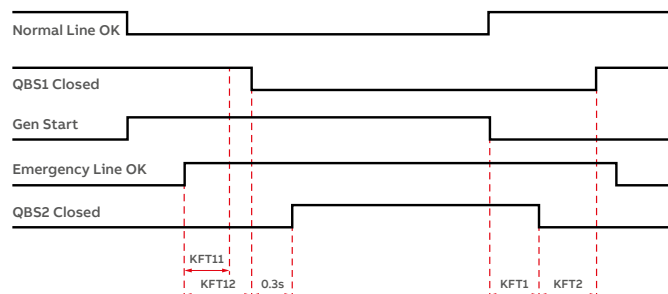 Normal Line OK
QBS1 Closed
Gen Start
Emergency Line OK
QBS2 Closed
KFT11
KFT12 0.3s KFT1 KFT2